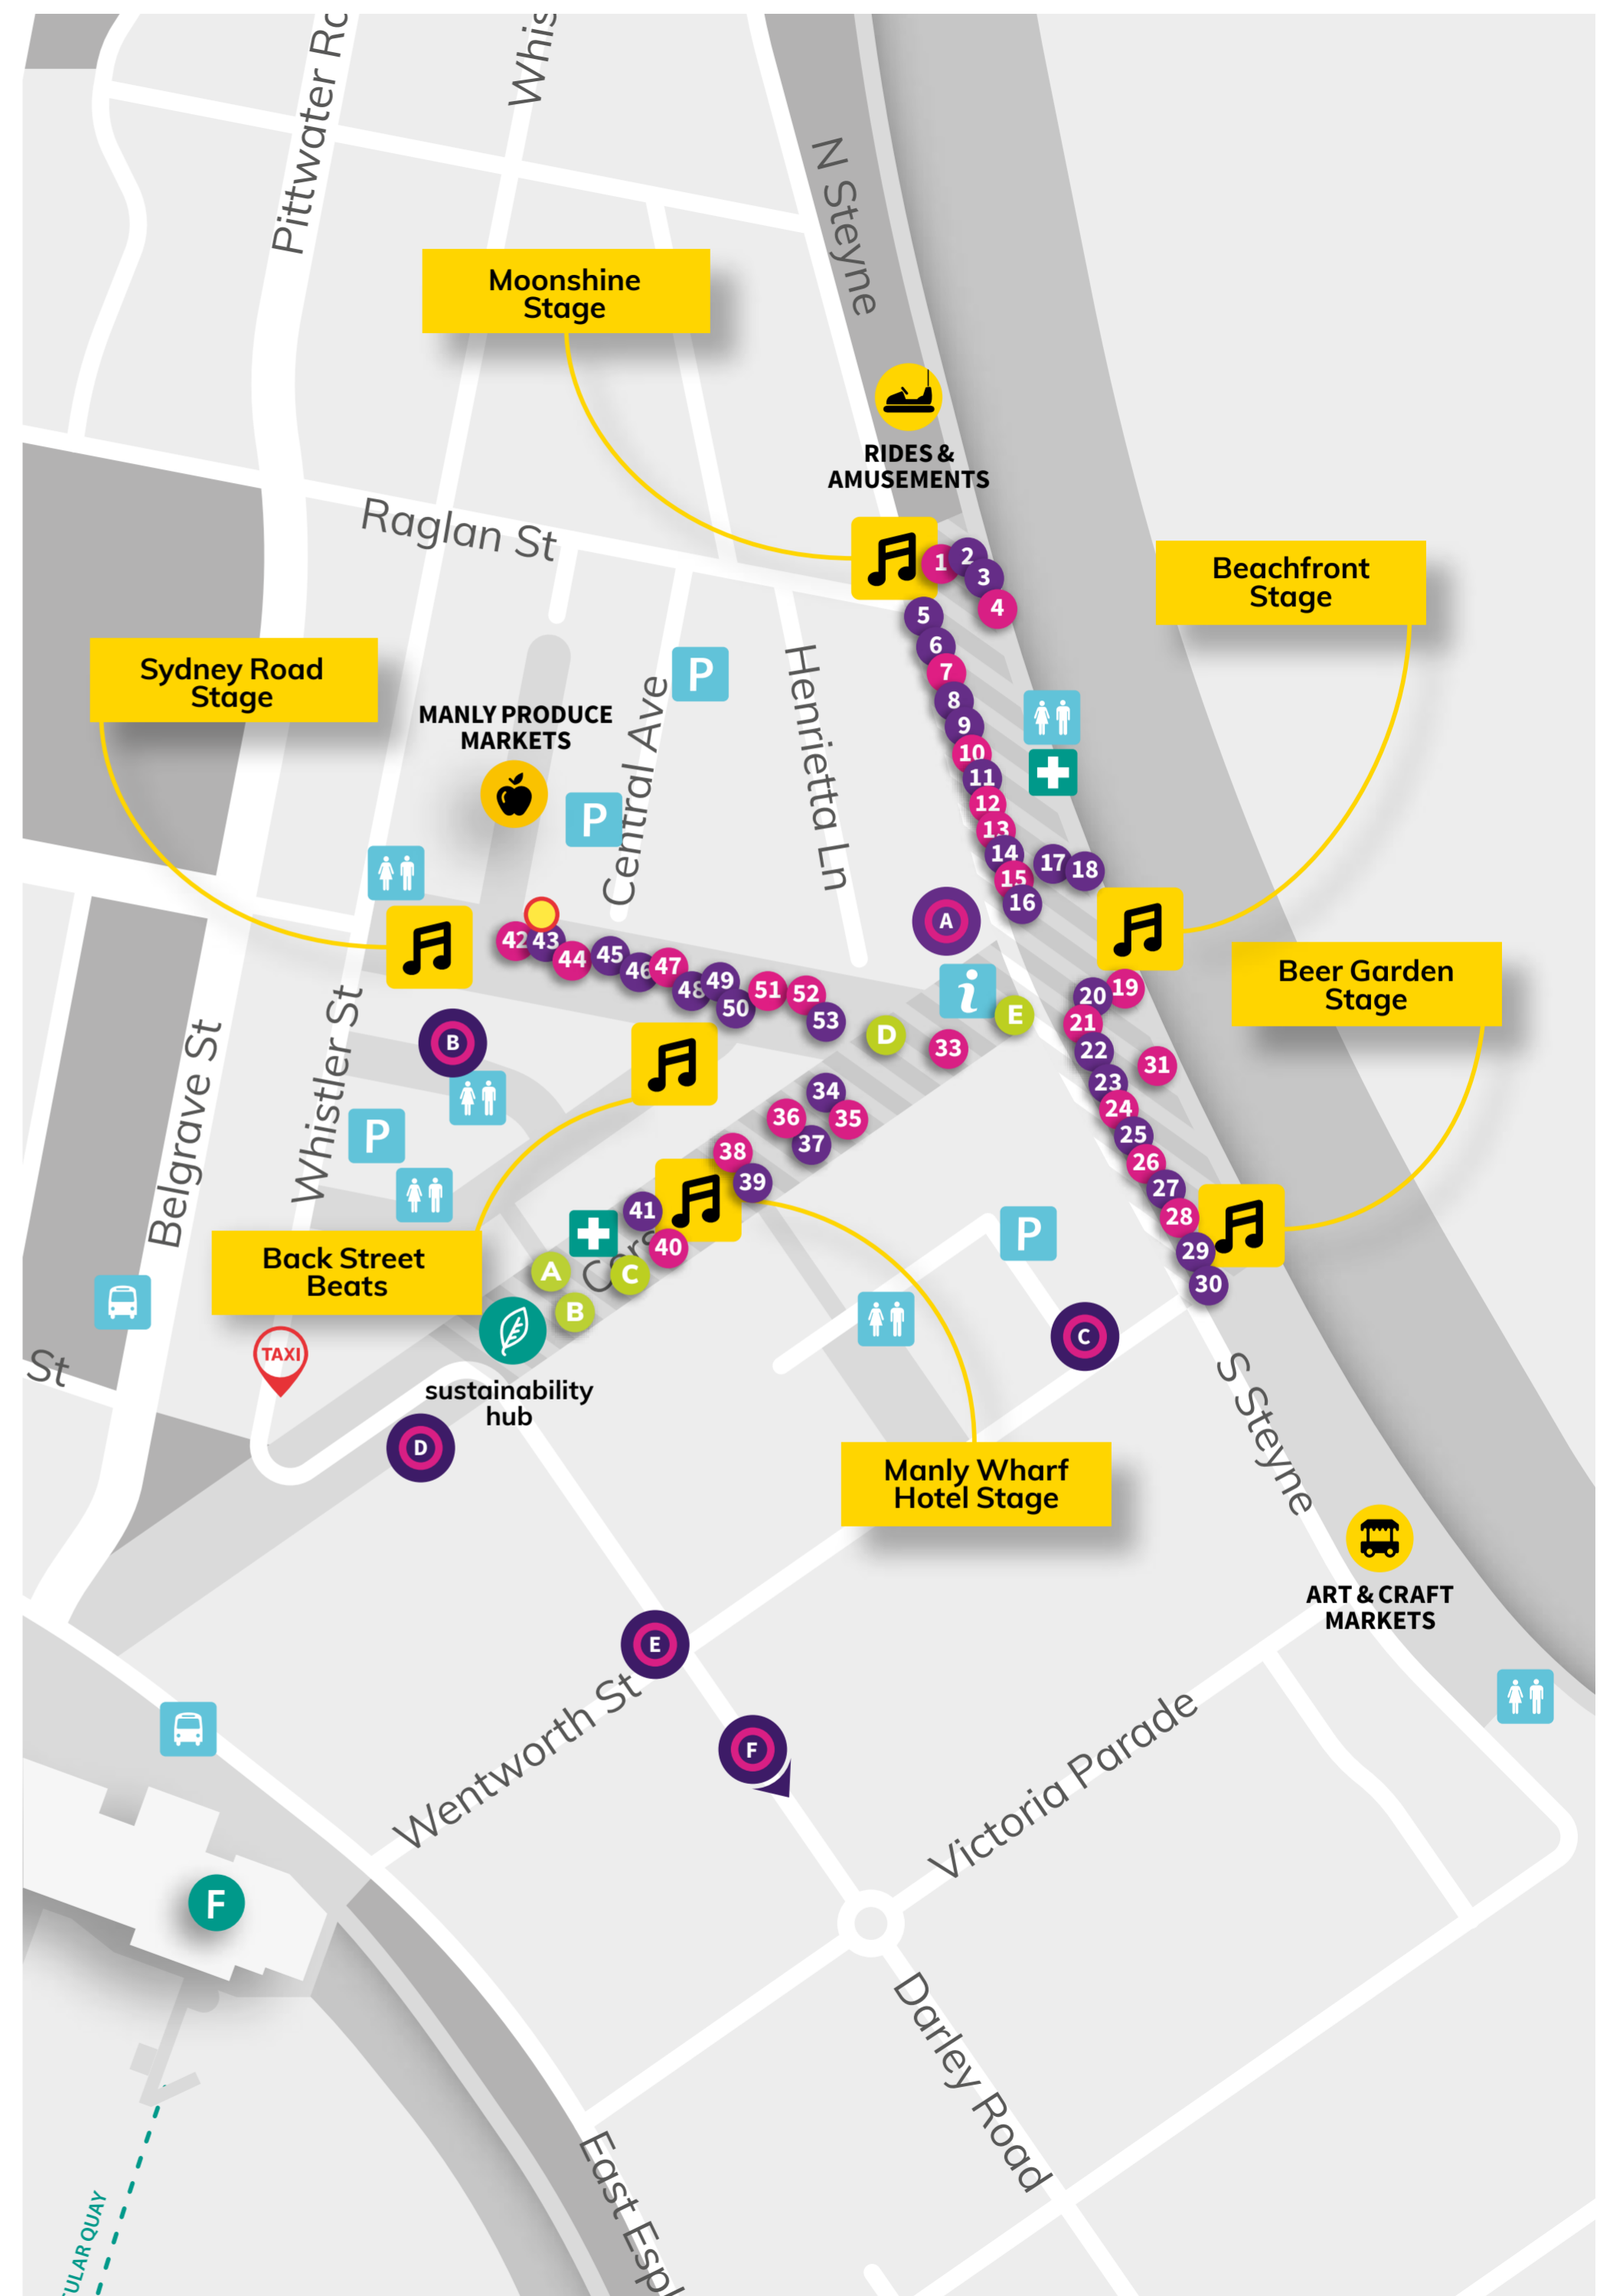 Pittwater Rd
Whis
N Steyne
Moonshine
Stage
RIDES &
AMUSEMENTS
Raglan St
1
2
3
4
Beachfront
Stage
5
6
7
8
9
10
11
12
13
14
15
16
17
18
Sydney Road
Stage
P
Henrietta Ln
Central Ave
MANLY PRODUCE
MARKETS
P
A
42
43
44
45
46
47
48
49
50
51
52
53
i
E
D
33
Beer Garden
Stage
19
20
21
22
31
23
24
25
26
27
28
29
30
B
Whistler St
Belgrave St
P
34
35
36
37
38
39
41
40
A
B
C
Back Street
Beats
P
C
TAXI
St
sustainability
hub
D
S Steyne
Manly Wharf
Hotel Stage
ART & CRAFT
MARKETS
E
Wentworth St
F
Victoria Parade
F
Darley Road
East Espl
ULAR QUAY